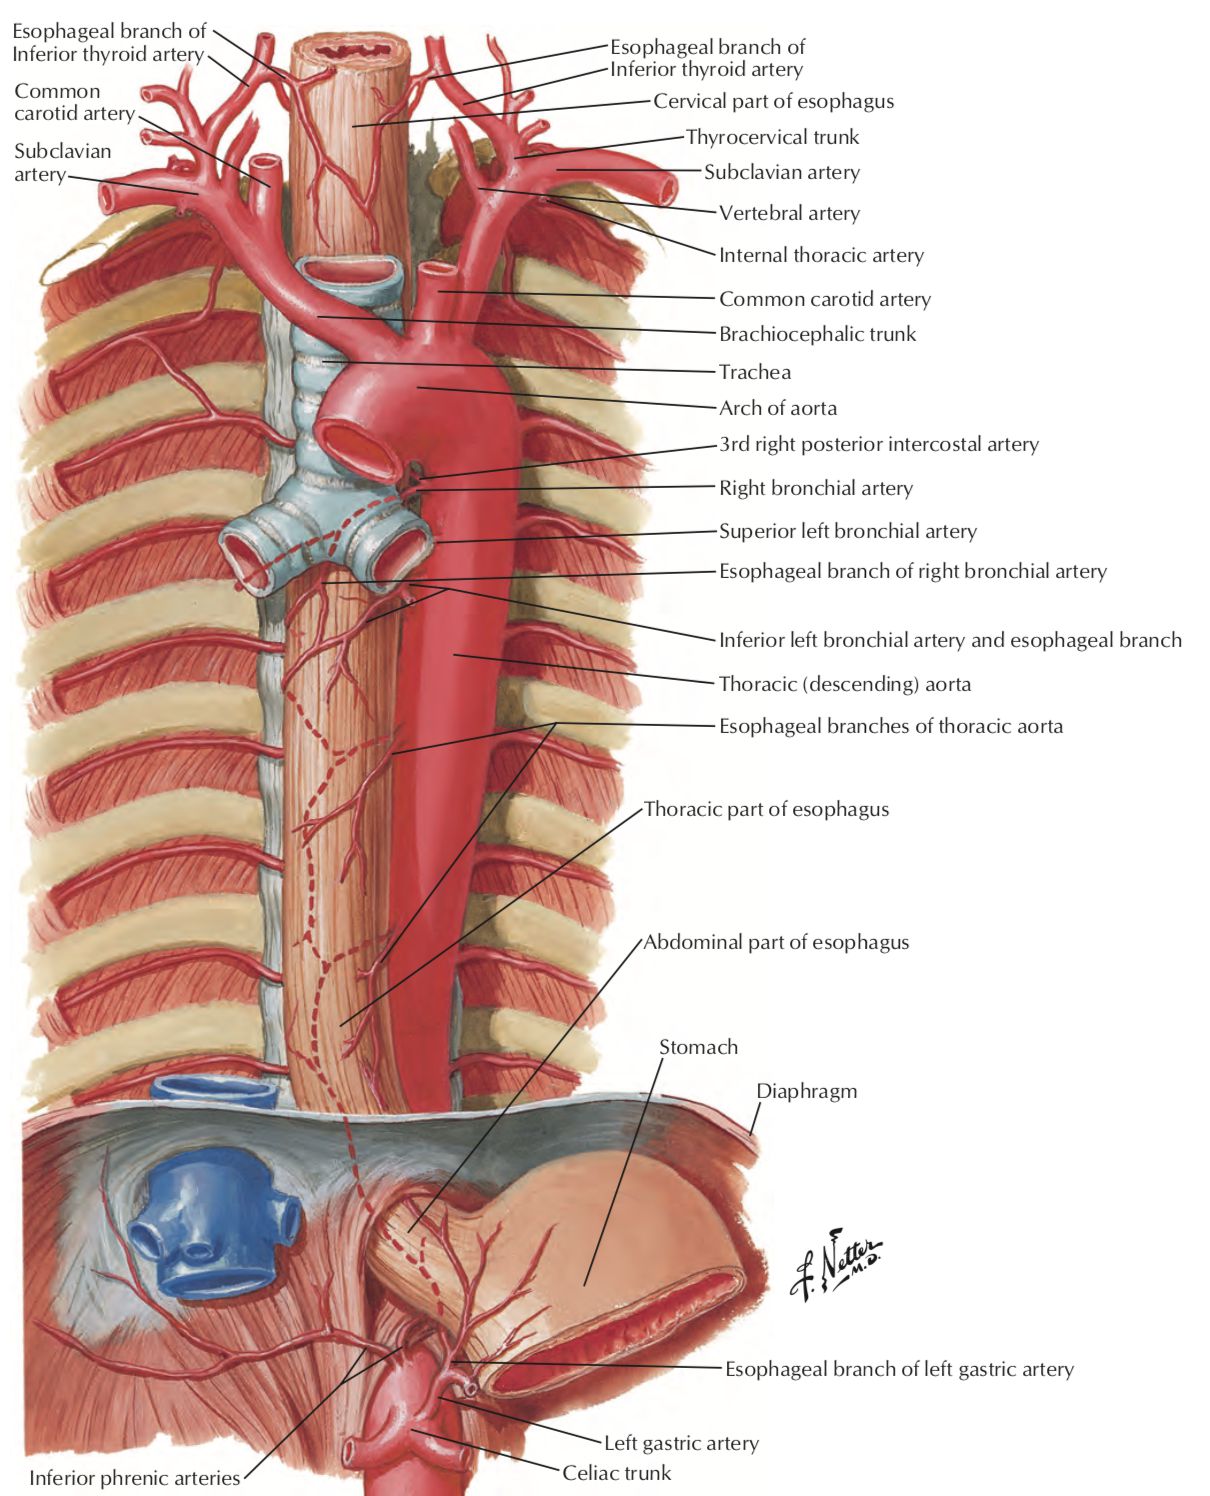 Esophageal branch of
Inferior thyroid artery
Common
carotid artery
Subclavian
artery
Esophageal branch of
Inferior thyroid artery
Cervical part of esophagus
Thyrocervical trunk
Subclavian artery
Vertebral artery
Internal thoracic artery
Common carotid artery
Brachiocephalic trunk
Trachea
Arch of aorta
3rd right posterior intercostal artery
Right bronchial artery
Superior left bronchial artery
Esophageal branch of right bronchial artery
Inferior left bronchial artery and esophageal branch
Thoracic (descending) aorta
Esophageal branches of thoracic aorta
Thoracic part of esophagus
Abdominal part of esophagus
Stomach
Diaphragm
F. Netter
M.D.
Esophageal branch of left gastric artery
Left gastric artery
Celiac trunk
Inferior phrenic arteries